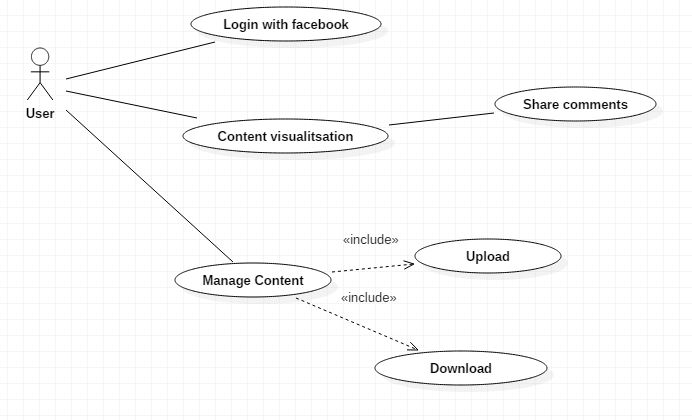 Login with facebook
User
Content visualitsation
Share comments
Manage Content
«include»
Upload
«include»
Download